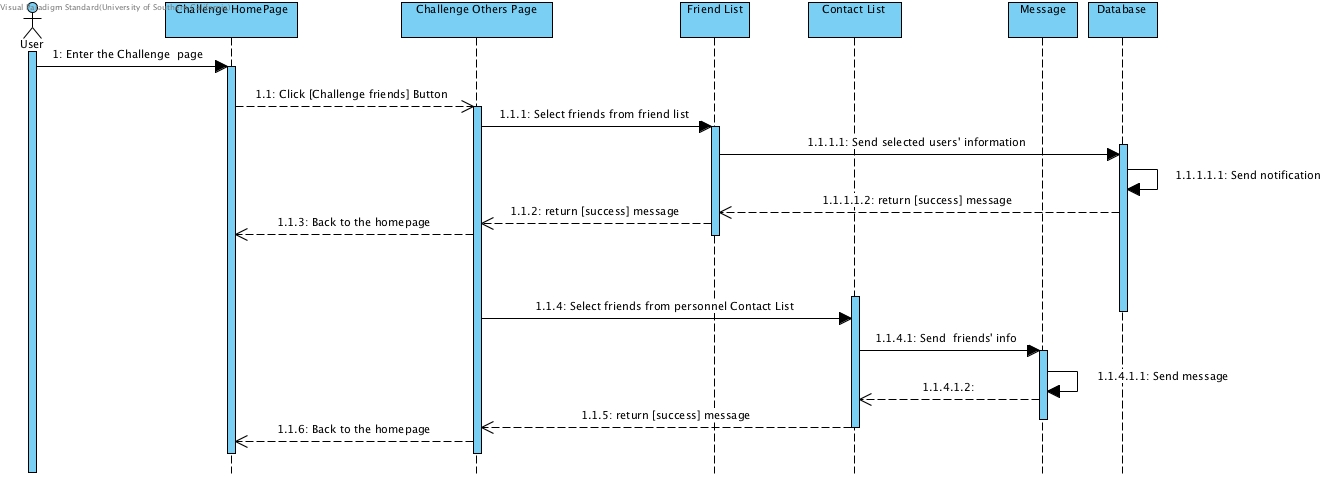 Visual Paradigm Standard(University of
Challenge HomePage
Challenge Others Page
Friend List
Contact List
Message
Database
User
1: Enter the Challenge page
1.1: Click [Challenge friends] Button
1.1.1: Select friends from friend list
1.1.1.1: Send selected users' information
1.1.1.1.1: Send notification
1.1.1.1.2: return [success] message
1.1.2: return [success] message
1.1.3: Back to the homepage
1.1.4: Select friends from personnel Contact List
1.1.4.1: Send friends' info
1.1.4.1.1: Send message
1.1.4.1.2:
1.1.5: return [success] message
1.1.6: Back to the homepage